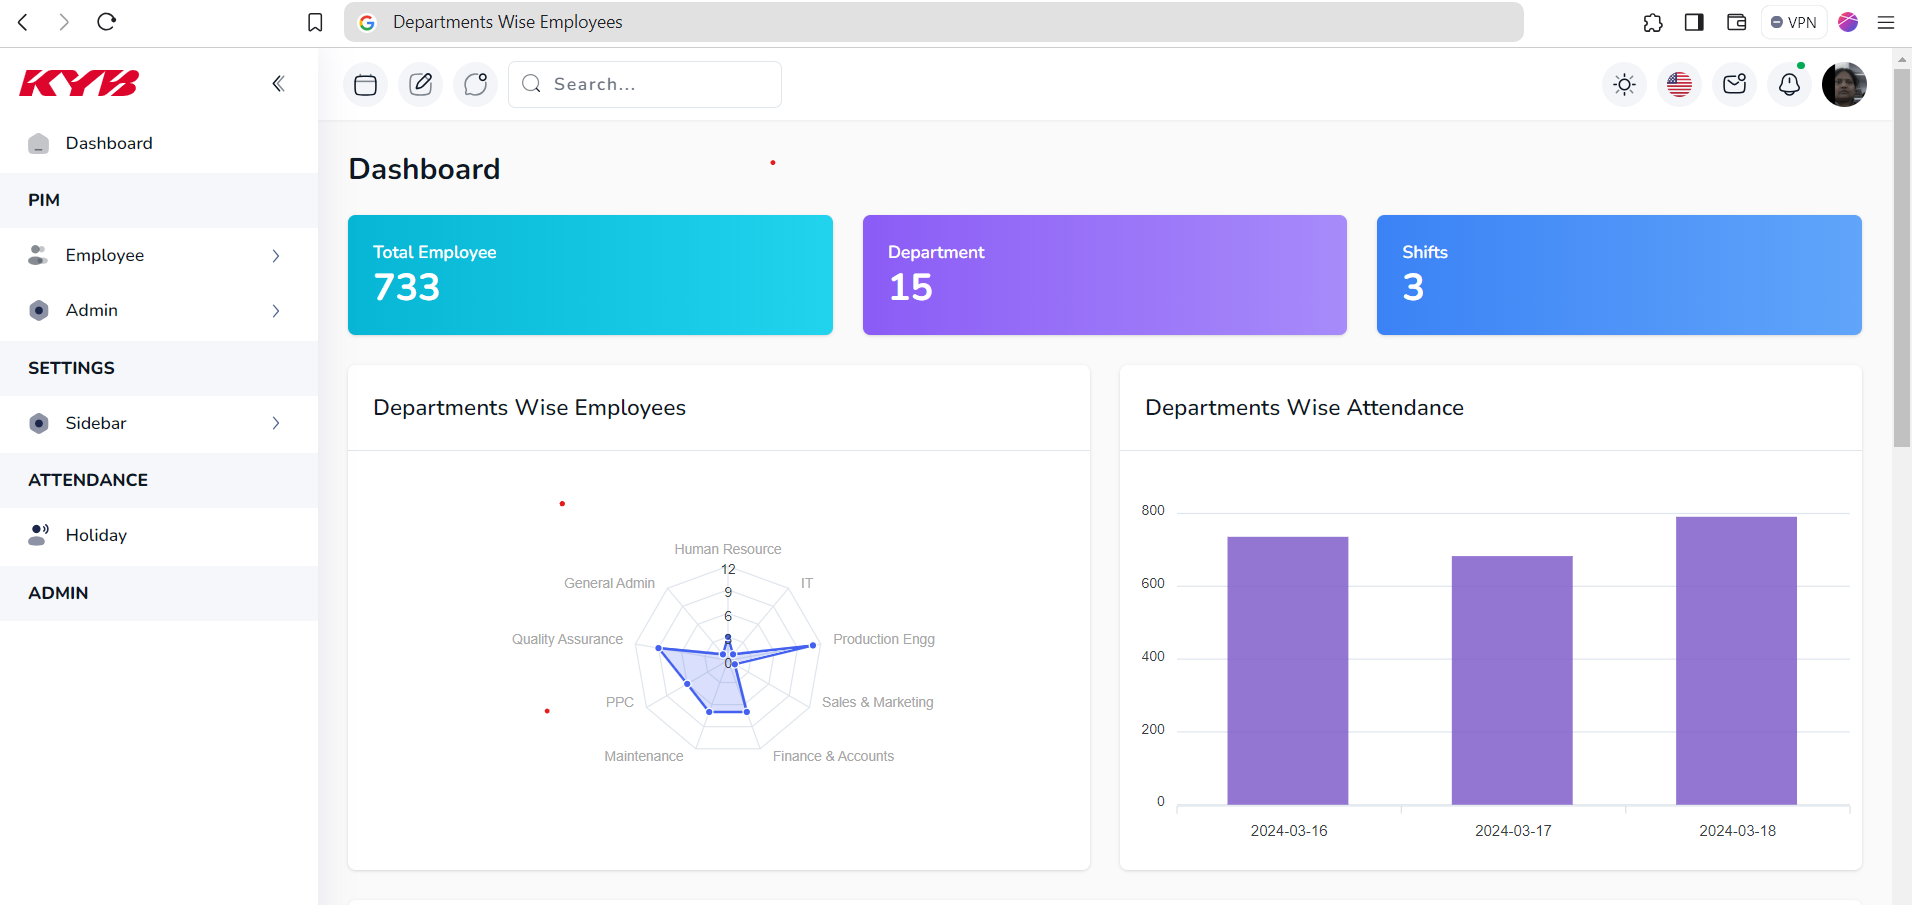 Departments Wise Employees
VPN
KYB
Search...
Dashboard
PIM
Employee
Admin
SETTINGS
Sidebar
ATTENDANCE
Holiday
ADMIN
Dashboard
Total Employee
733
Department
15
Shifts
3
Departments Wise Employees
Human Resource
12
General Admin
IT
9
6
Quality Assurance
3
Production Engg
0
PPC
Sales & Marketing
Maintenance
Finance & Accounts
Departments Wise Attendance
800
600
400
200
0
2024-03-16
2024-03-17
2024-03-18